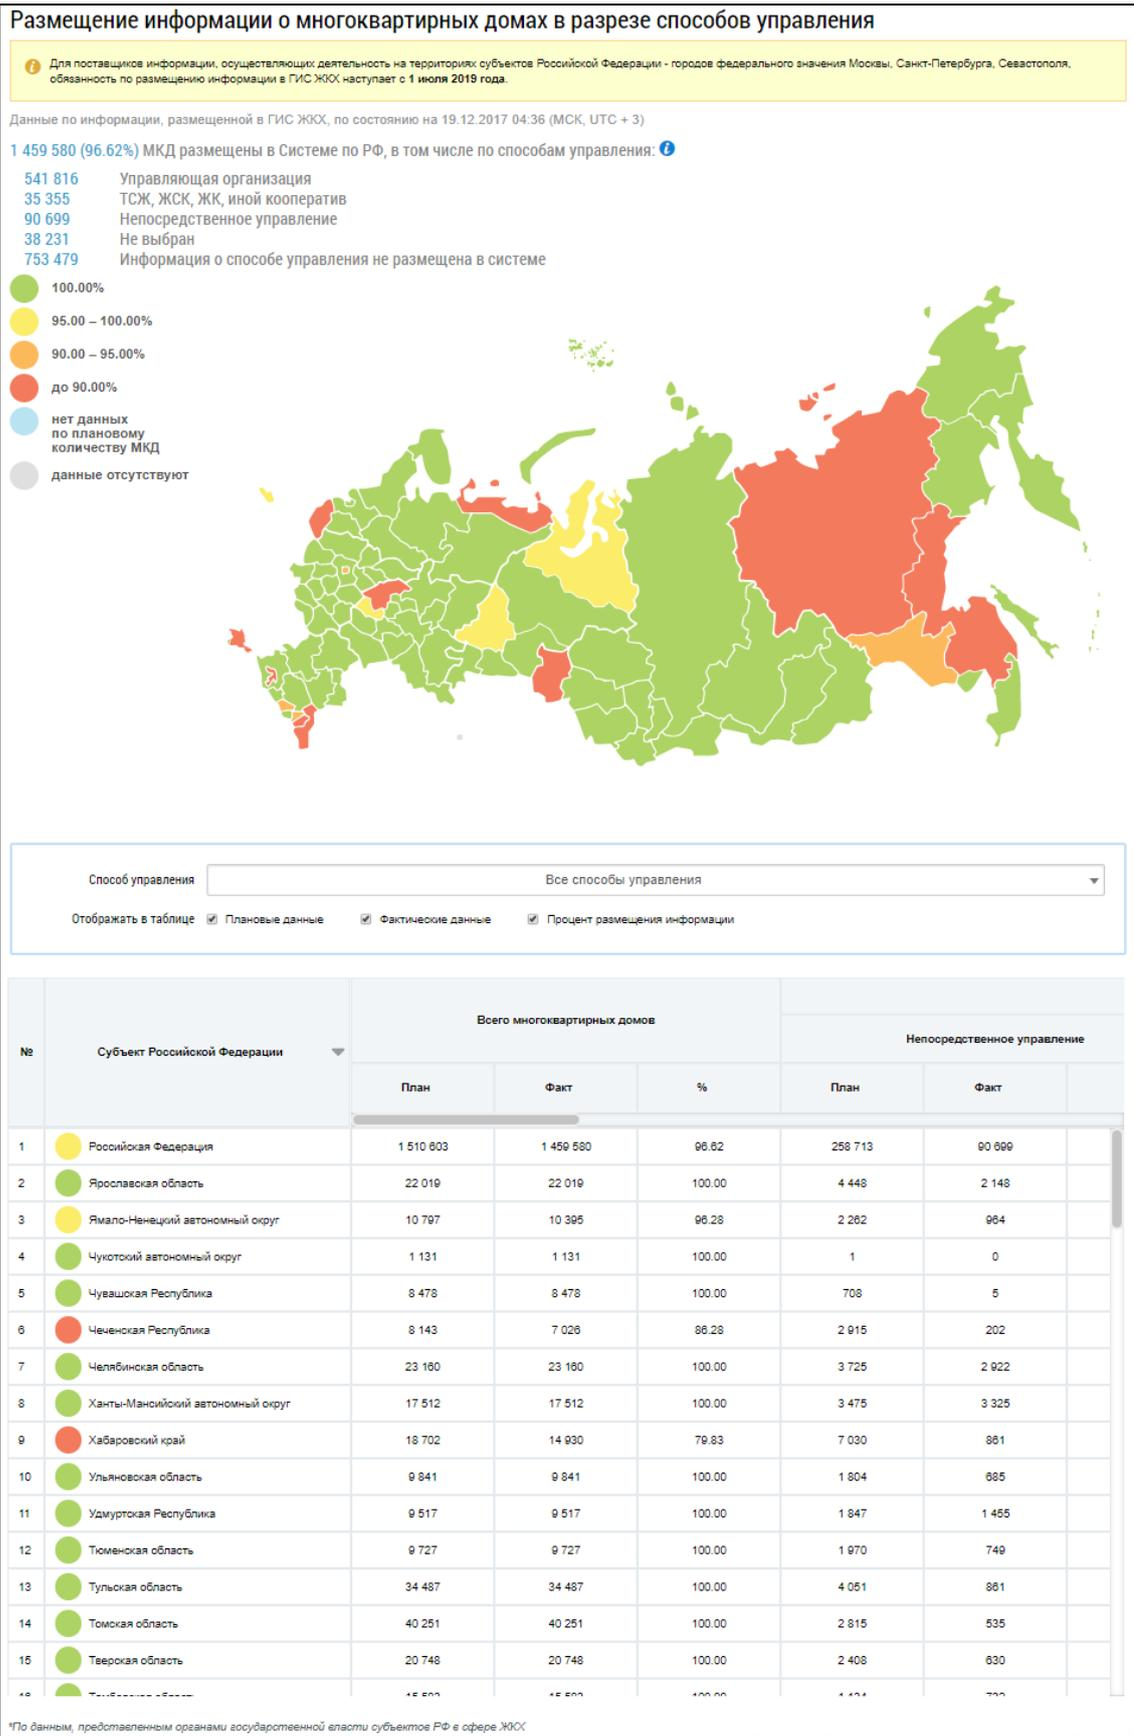 Размещение информации о многоквартирных домах в разрезе способов управления
Для поставщиков информации, осуществляющих деятельность на территориях субъектов Российской Федерации - городов федерального значения Москвы, Санкт-Петербурга, Севастополя,
обязанность по размещению информации в ГИС ЖКХ наступает с 1 июля 2019 года.
Данные по информации, размещенной в ГИС ЖКХ, по состоянию на 19.12.2017 04:36 (МСК, UTC + 3)
1 459 580 (96.62%) МКД размещены в Системе по РФ, в том числе по способам управления:
541 816 Управляющая организация
35 355 ТСЖ, ЖСК, ЖК, иной кооператив
90 699 Непосредственное управление
38 231 Не выбран
753 479 Информация о способе управления не размещена в системе
100.00%
95.00 – 100.00%
90.00 – 95.00%
до 90.00%
нет данных
по плановому
количеству МКД
данные отсутствуют
Способ управления Все способы управления
Отображать в таблице Плановые данные Фактические данные Процент размещения информации
Всего многоквартирных домов
Непосредственное управление
№ Субъект Российской Федерации
План Факт % План Факт
1 Российская Федерация 1 510 603 1 459 580 96.62 258 713 90 699
2 Ярославская область 22 019 22 019 100.00 4 448 2 148
3 Ямало-Ненецкий автономный округ 10 797 10 395 96.28 2 262 964
4 Чукотский автономный округ 1 131 1 131 100.00 1 0
5 Чувашская Республика 8 478 8 478 100.00 708 5
6 Чеченская Республика 8 143 7 026 86.28 2 915 202
7 Челябинская область 23 160 23 160 100.00 3 725 2 922
8 Ханты-Мансийский автономный округ 17 512 17 512 100.00 3 475 3 325
9 Хабаровский край 18 702 14 930 79.83 7 030 861
10 Ульяновская область 9 841 9 841 100.00 1 804 685
11 Удмуртская Республика 9 517 9 517 100.00 1 847 1 455
12 Тюменская область 9 727 9 727 100.00 1 970 749
13 Тульская область 34 487 34 487 100.00 4 051 861
14 Томская область 40 251 40 251 100.00 2 815 535
15 Тверская область 20 748 20 748 100.00 2 408 630
*По данным, представленным органами государственной власти субъектов РФ в сфере ЖКХ